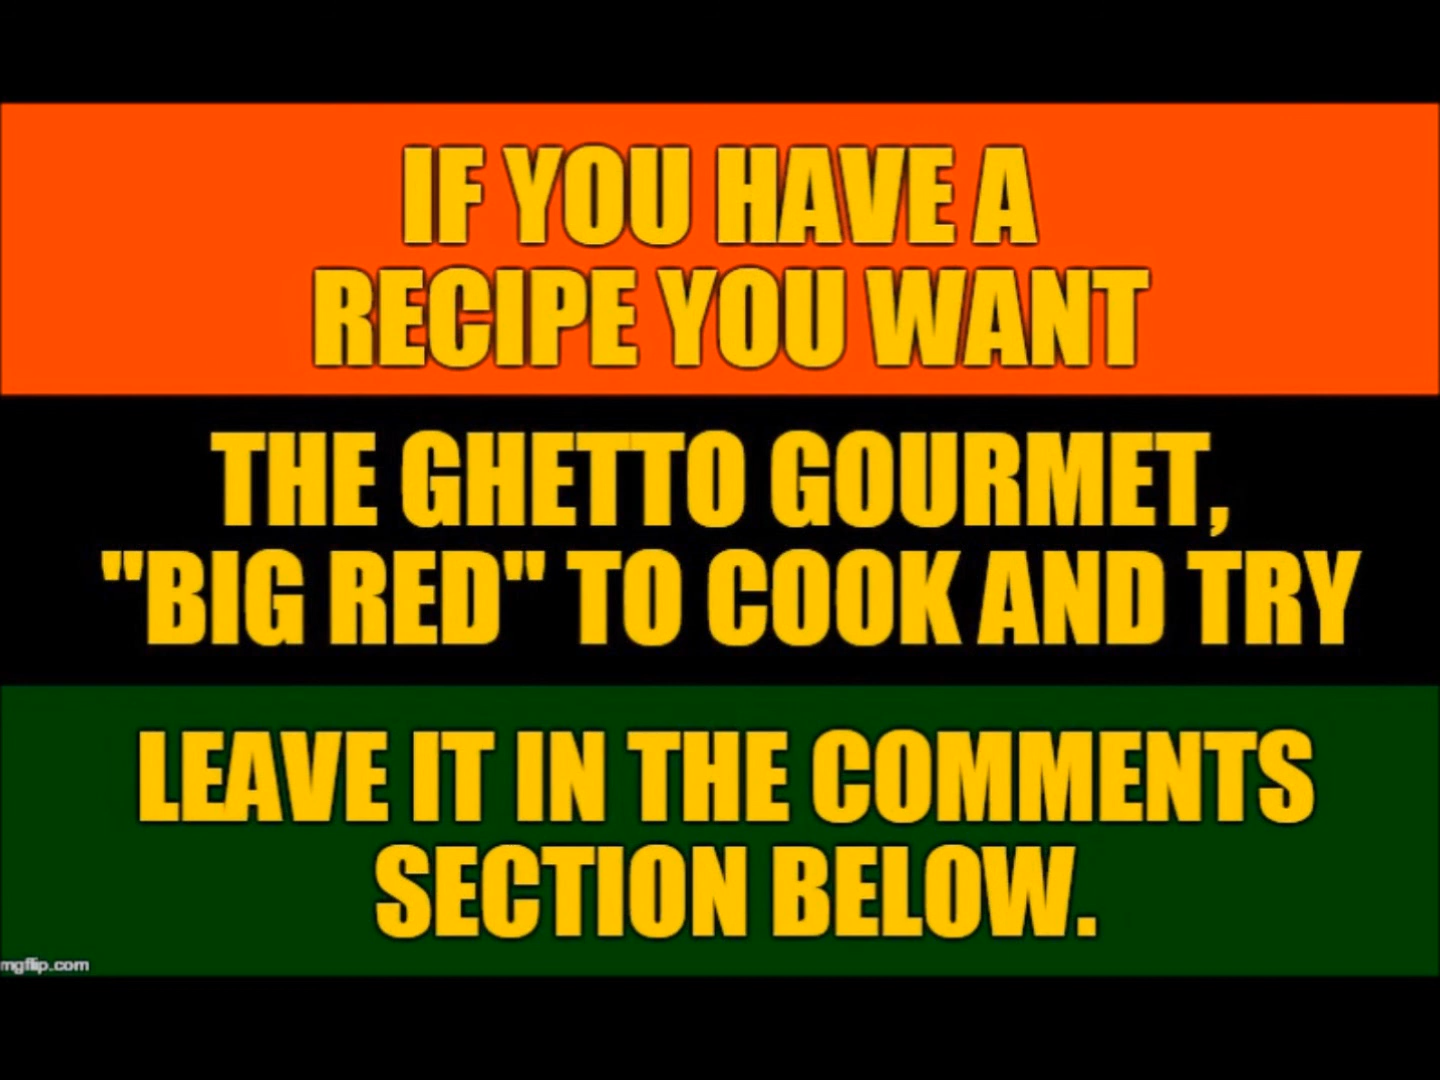 IF YOU HAVE A
RECIPE YOU WANT
THE GHETTO GOURMET,
"BIG RED" TO COOK AND TRY
LEAVE IT IN THE COMMENTS
SECTION BELOW.
mgflip.com